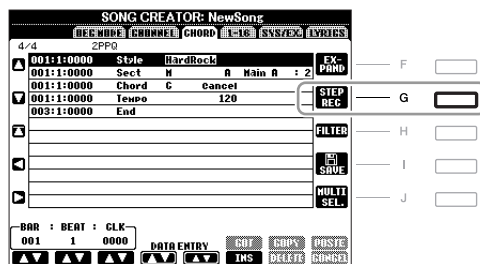 SONG CREATOR: NewSong
REC MODE CHANNEL CHORD 1-16 SYS/EX. LYRICS
4/4 2PPQ
001:1:0000 Style HardRock
001:1:0000 Sect M A Main A : 2
001:1:0000 Chord C Cancel
001:1:0000 Tempo 120
003:1:0000 End
EX-PAND
F
STEP REC
G
FILTER
H
SAVE
I
MULTI SEL.
J
BAR : BEAT : CLK
001 1 0000
DATA ENTRY
CUT COPY PASTE
INS DELETE CANCEL